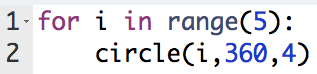 1 for i in range(5):
2     circle(i,360,4)